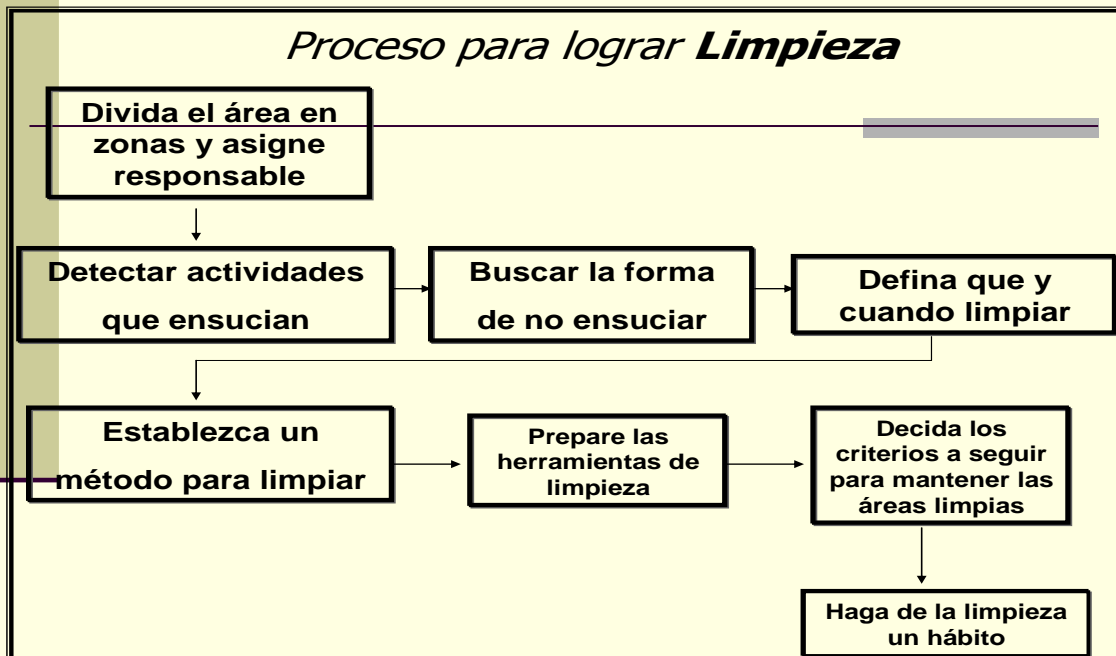 Proceso para lograr Limpieza
Divida el área en
zonas y asigne
responsable
Detectar actividades
que ensucian
Buscar la forma
de no ensuciar
Defina que y
cuando limpiar
Establezca un
método para limpiar
Prepare las
herramientas de
limpieza
Decida los
criterios a seguir
para mantener las
áreas limpias
Haga de la limpieza
un hábito